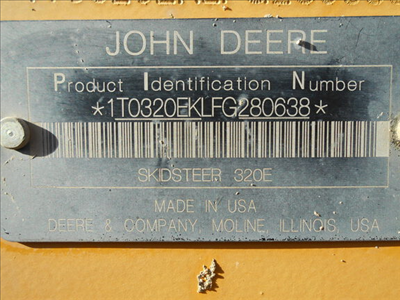 JOHN DEERE
Product Identification Number
*1T0320EKLFG280638*
SKIDSTEER 320E
MADE IN USA
DEERE & COMPANY, MOLINE, ILLINOIS, USA